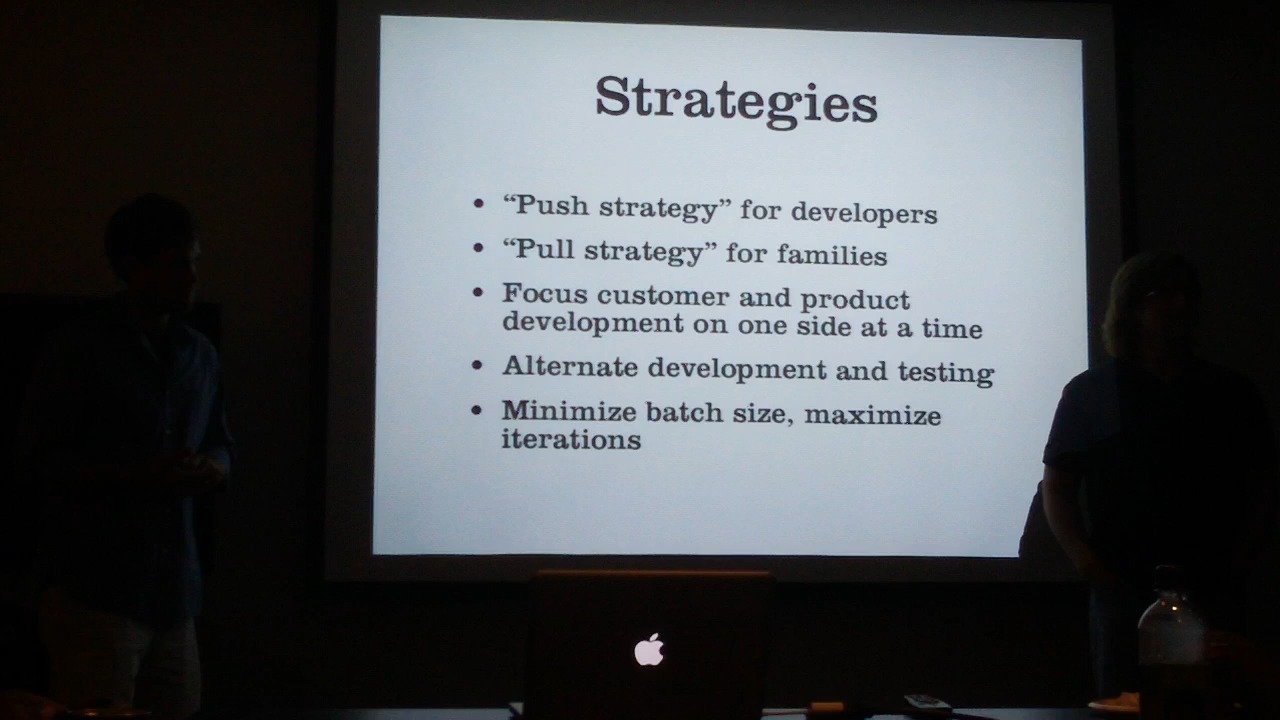 Strategies
• “Push strategy” for developers
• “Pull strategy” for families
• Focus customer and product
development on one side at a time
• Alternate development and testing
• Minimize batch size, maximize
iterations